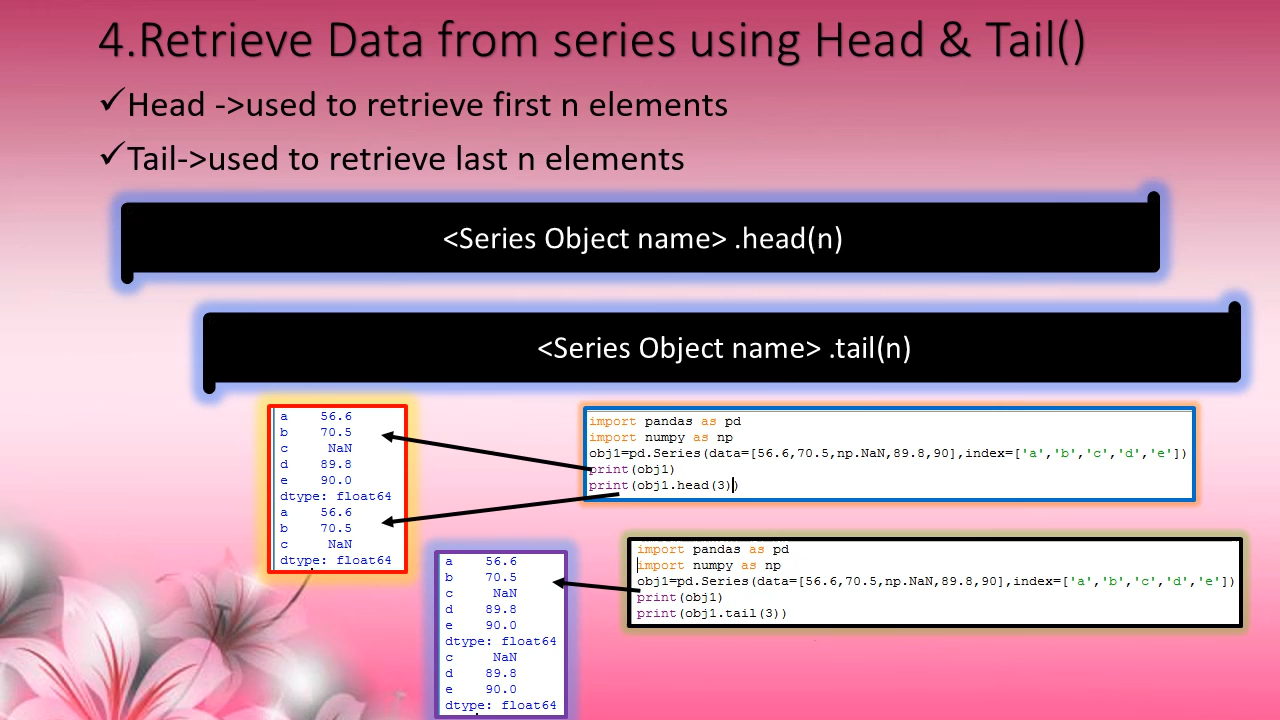 4.Retrieve Data from series using Head & Tail()
✓Head ->used to retrieve first n elements
✓Tail->used to retrieve last n elements
<Series Object name> .head(n)
<Series Object name> .tail(n)
a    56.6
b    70.5
c     NaN
d    89.8
e    90.0
dtype: float64
a    56.6
b    70.5
c     NaN
dtype: float64
import pandas as pd
import numpy as np
obj1=pd.Series(data=[56.6,70.5,np.NaN,89.8,90],index=['a','b','c','d','e'])
print(obj1)
print(obj1.head(3))
a    56.6
b    70.5
c     NaN
d    89.8
e    90.0
dtype: float64
c     NaN
d    89.8
e    90.0
dtype: float64
import pandas as pd
import numpy as np
obj1=pd.Series(data=[56.6,70.5,np.NaN,89.8,90],index=['a','b','c','d','e'])
print(obj1)
print(obj1.tail(3))